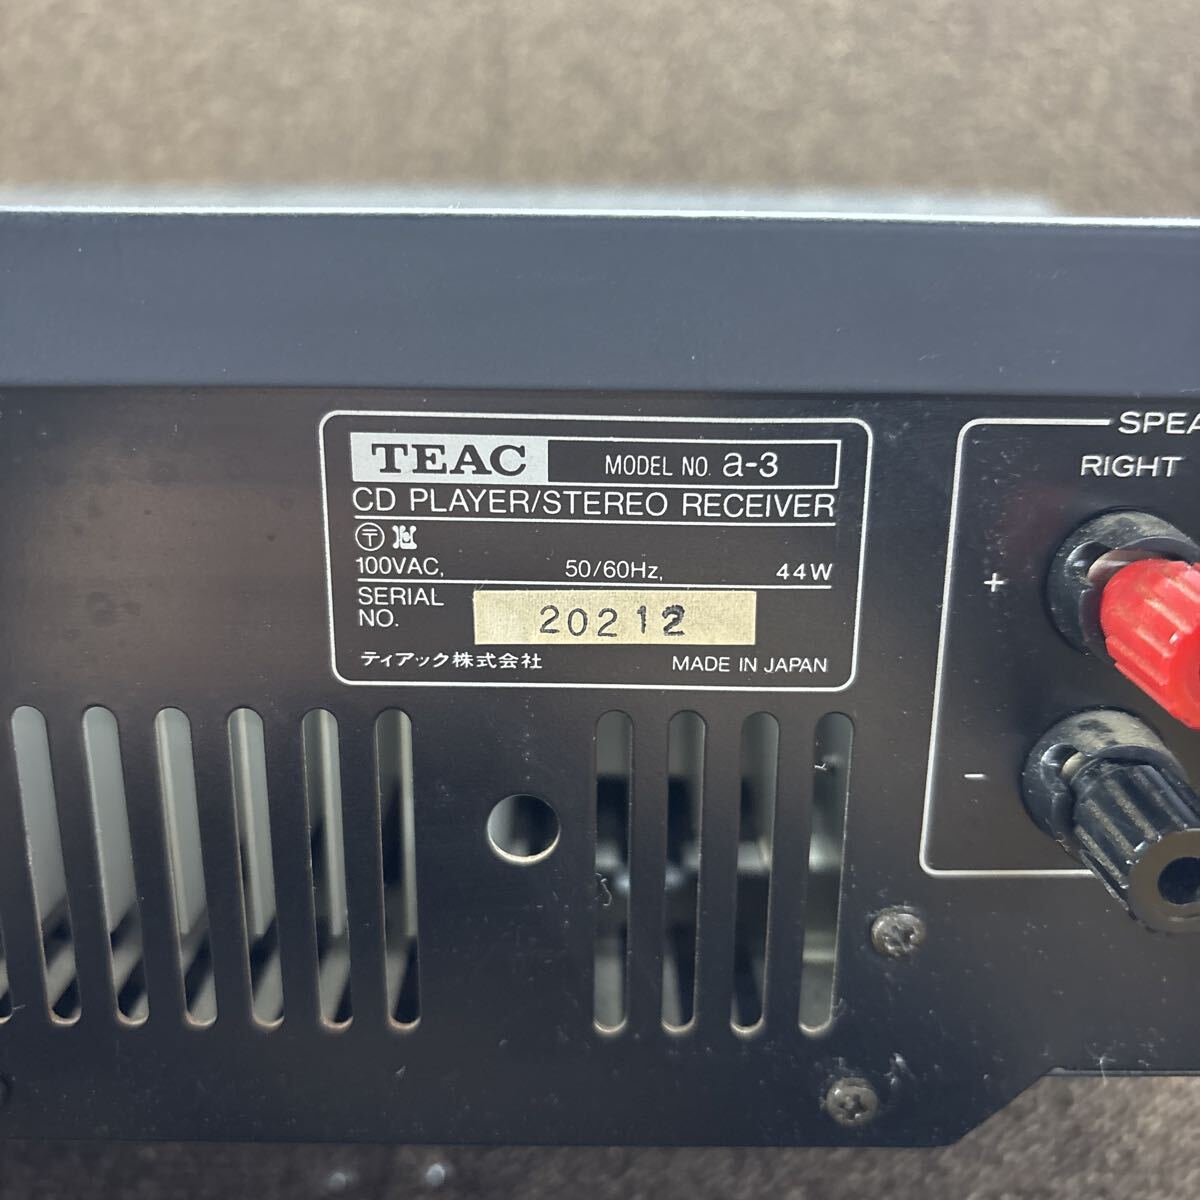 TEAC MODEL NO. a-3
CD PLAYER/STEREO RECEIVER
〒
100VAC, 50/60Hz, 44W
SERIAL NO. 20212
ティアック株式会社 MADE IN JAPAN
SPEA
RIGHT
+
-